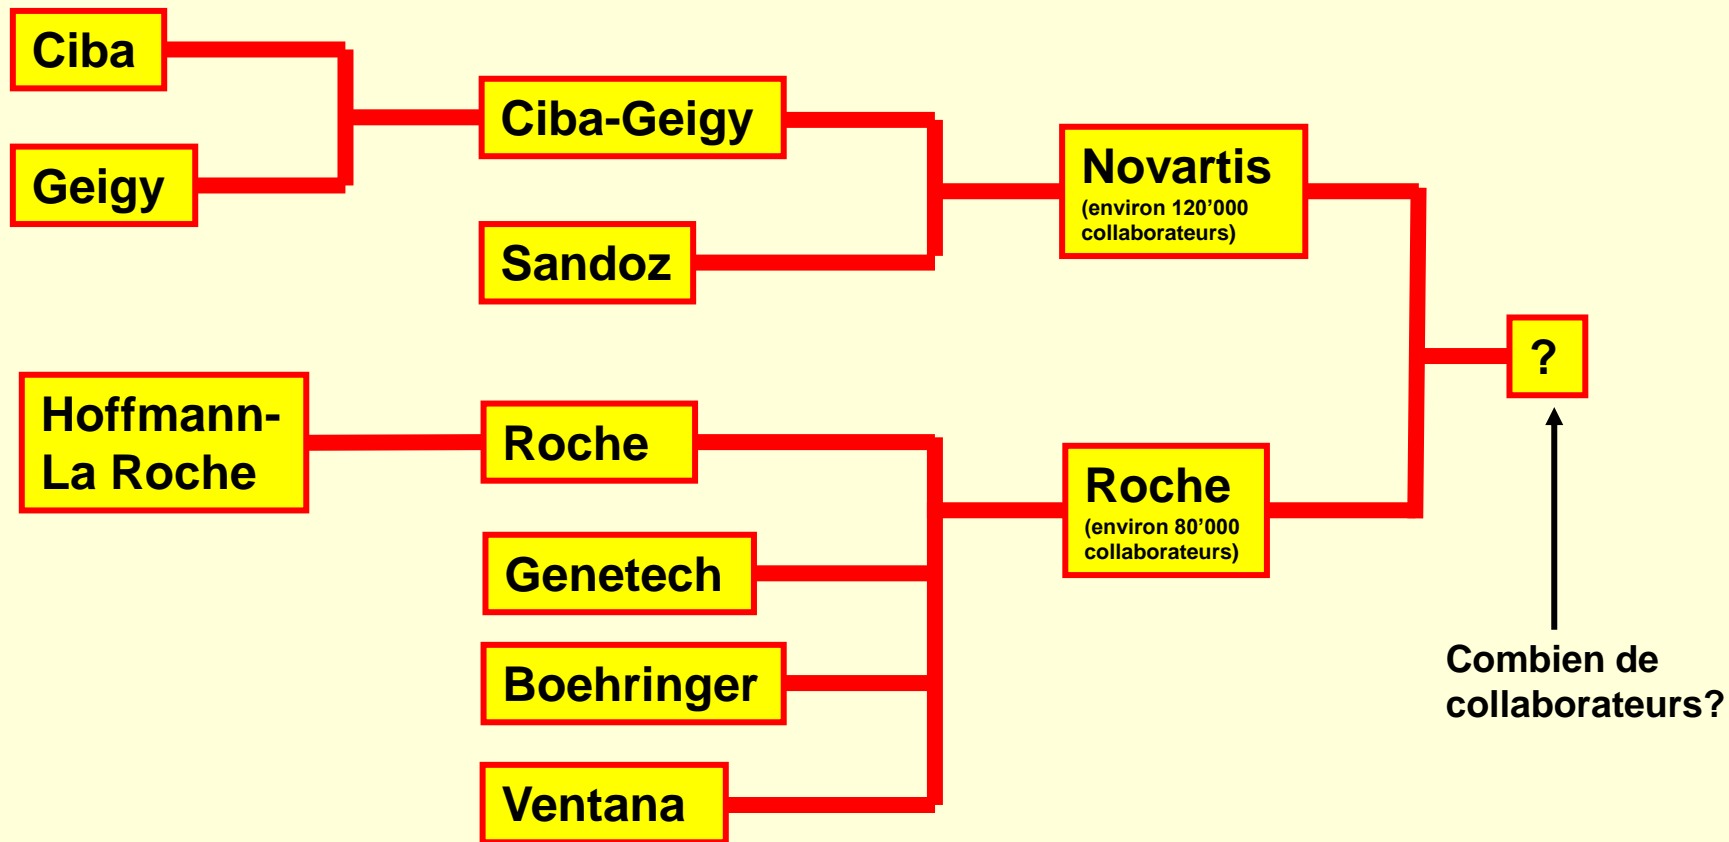 Ciba
Geigy
Ciba-Geigy
Sandoz
Novartis
(environ 120’000
collaborateurs)
Hoffmann-
La Roche
Roche
Genetech
Boehringer
Ventana
Roche
(environ 80’000
collaborateurs)
?
Combien de
collaborateurs?